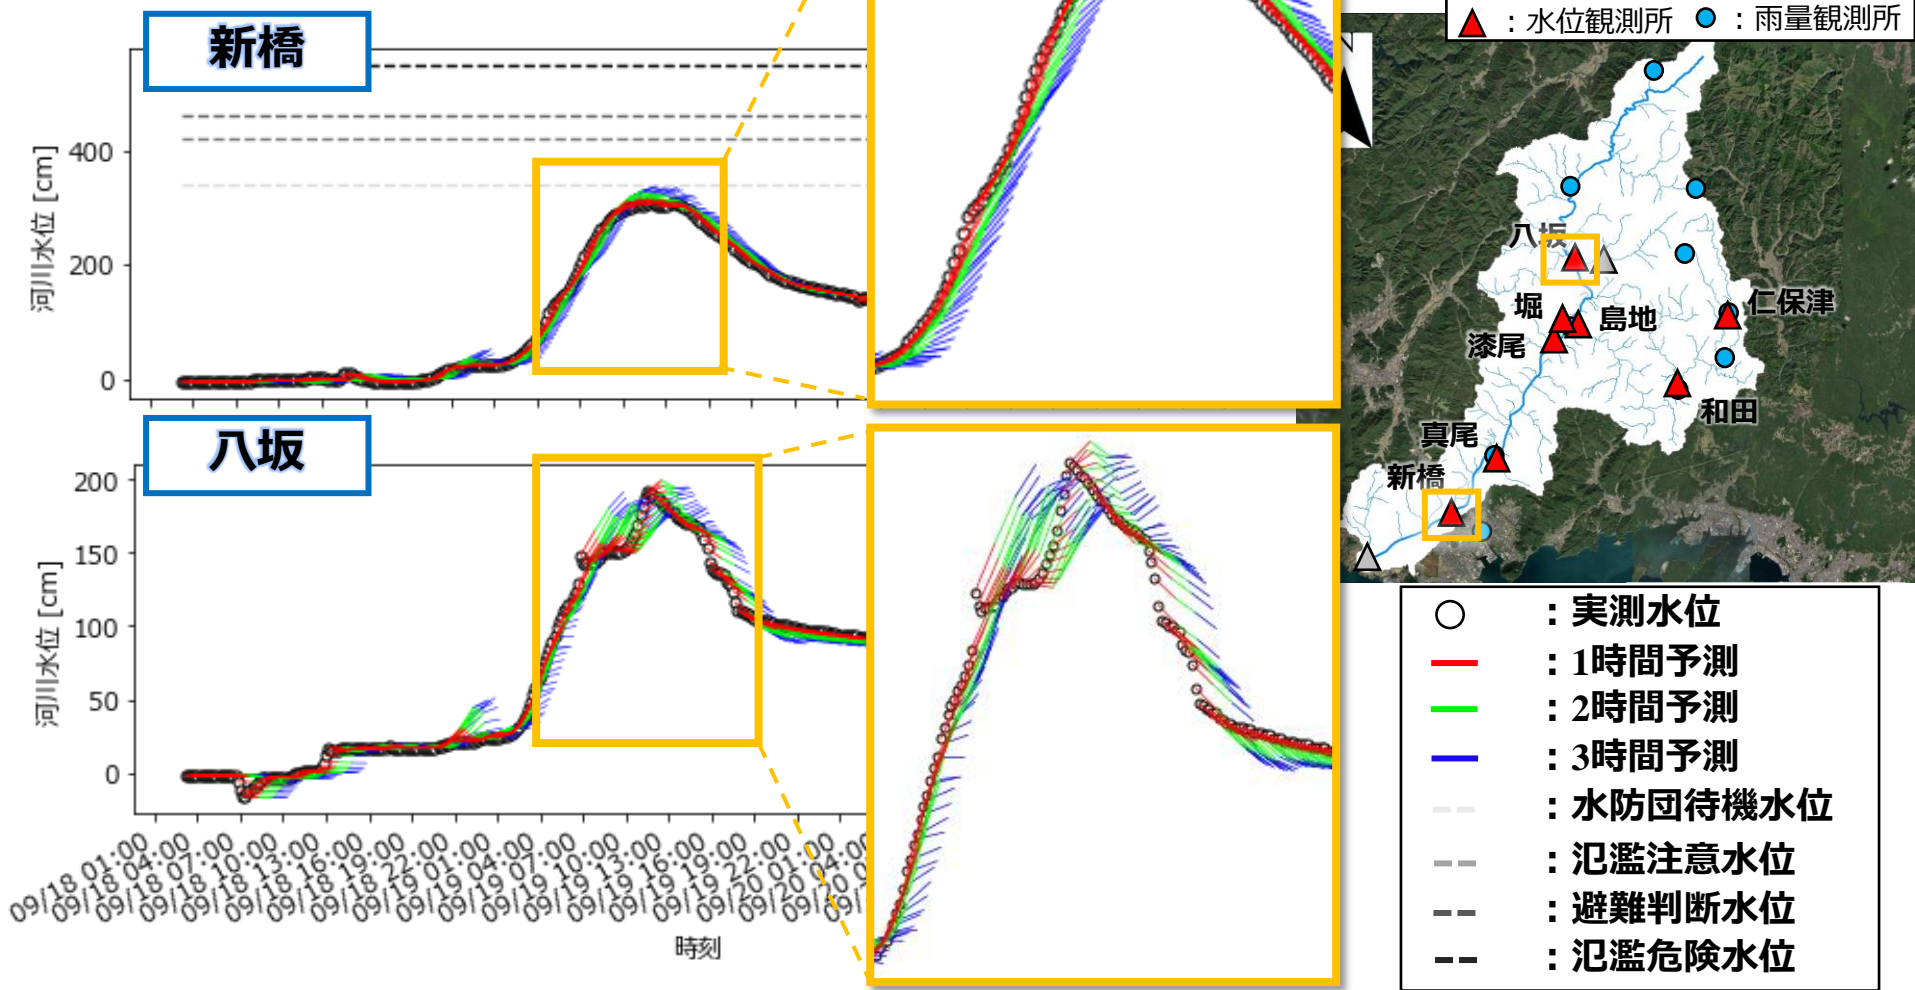 新橋
河川水位 [cm]
400
200
0
八坂
河川水位 [cm]
200
150
100
50
0
09/18 01:00
09/18 04:00
09/18 07:00
09/18 10:00
09/18 13:00
09/18 16:00
09/18 19:00
09/18 22:00
09/19 01:00
09/19 04:00
09/19 07:00
09/19 10:00
09/19 13:00
09/19 16:00
09/19 19:00
09/19 22:00
09/20 01:00
09/20 04:00
時刻
：水位観測所 ：雨量観測所
八坂
堀
島地
仁保津
漆尾
和田
真尾
新橋
：実測水位
：1時間予測
：2時間予測
：3時間予測
：水防団待機水位
：氾濫注意水位
：避難判断水位
：氾濫危険水位